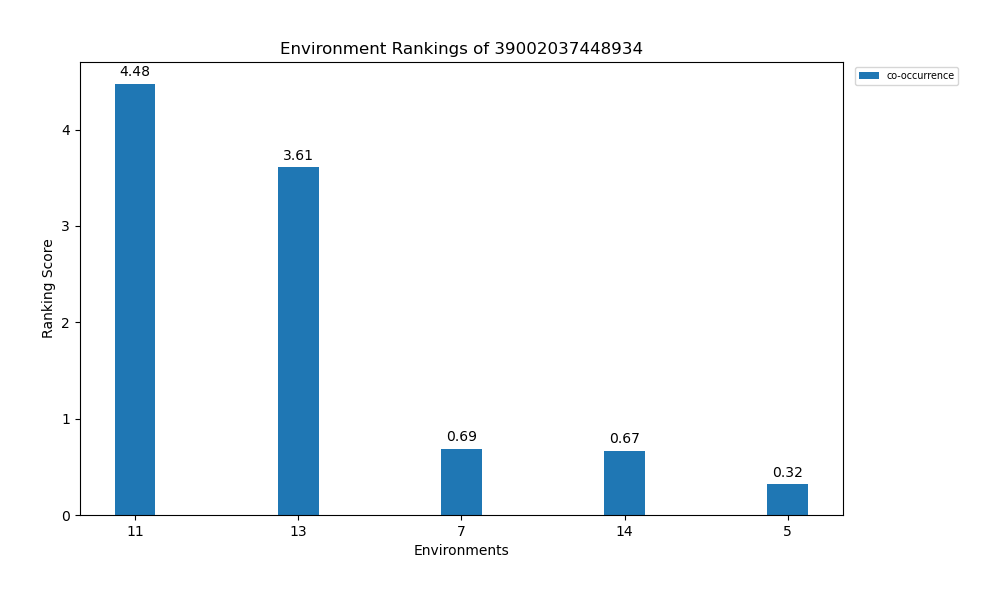 Environment Rankings of 39002037448934
co-occurrence
4.48
3.61
0.69
0.67
0.32
Ranking Score
4
3
2
1
0
11 13 7 14 5
Environments